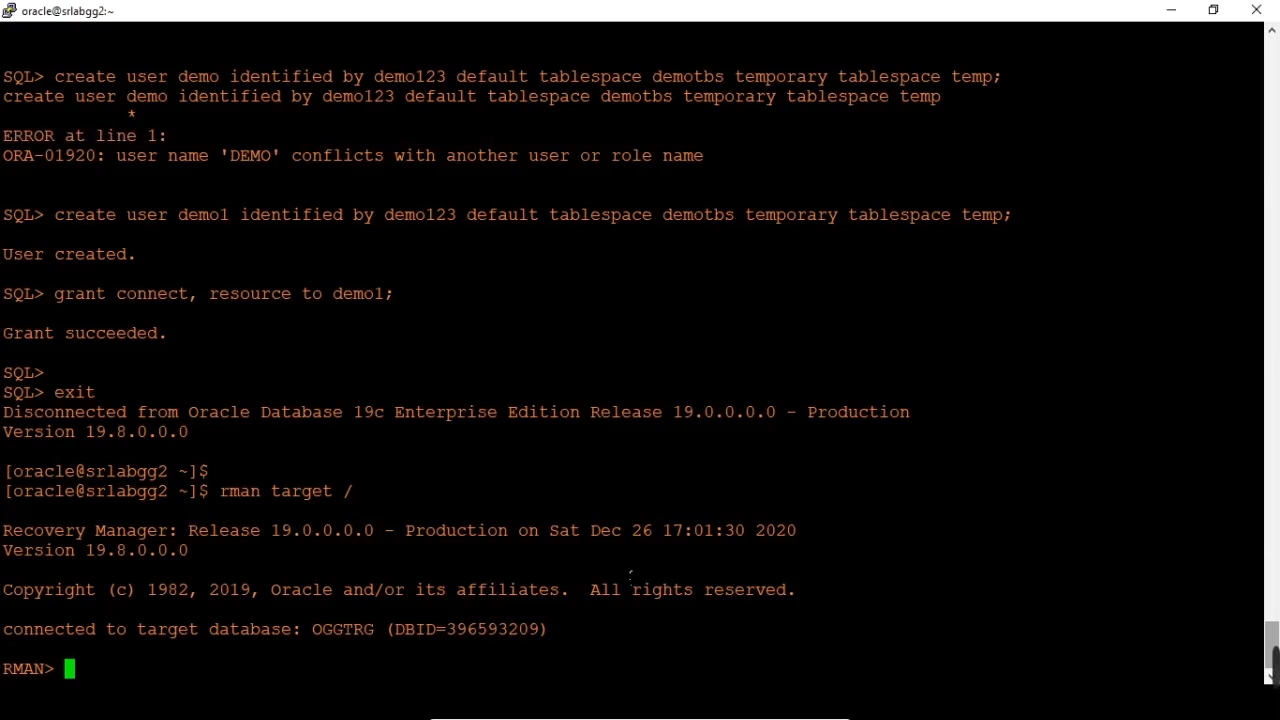 oracle@srlabgg2:~
SQL> create user demo identified by demo123 default tablespace demotbs temporary tablespace temp;
create user demo identified by demo123 default tablespace demotbs temporary tablespace temp
*
ERROR at line 1:
ORA-01920: user name 'DEMO' conflicts with another user or role name
SQL> create user demo1 identified by demo123 default tablespace demotbs temporary tablespace temp;
User created.
SQL> grant connect, resource to demo1;
Grant succeeded.
SQL>
SQL> exit
Disconnected from Oracle Database 19c Enterprise Edition Release 19.0.0.0.0 - Production
Version 19.8.0.0.0
[oracle@srlabgg2 ~]$
[oracle@srlabgg2 ~]$ rman target /
Recovery Manager: Release 19.0.0.0.0 - Production on Sat Dec 26 17:01:30 2020
Version 19.8.0.0.0
Copyright (c) 1982, 2019, Oracle and/or its affiliates.  All rights reserved.
connected to target database: OGGTRG (DBID=396593209)
RMAN>